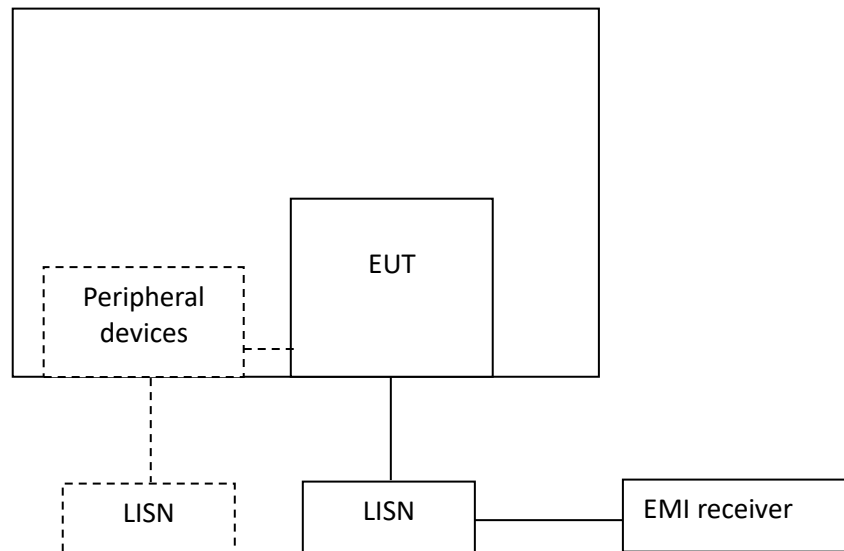 EUT
Peripheral
devices
LISN
LISN
EMI receiver